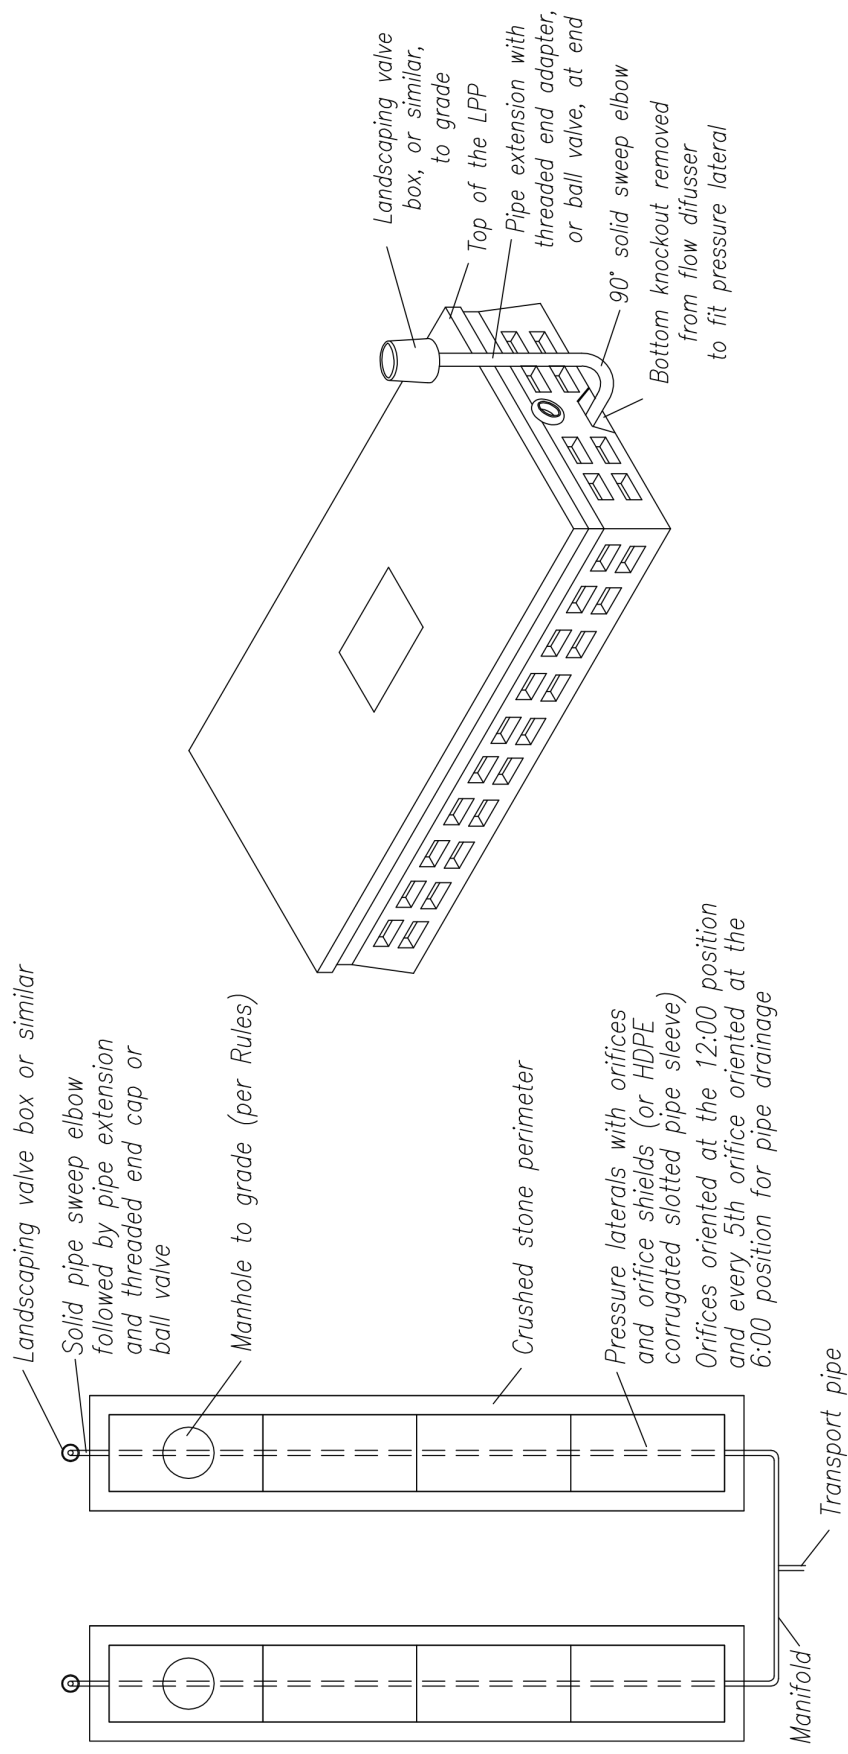 Landscaping valve box or similar
Solid pipe sweep elbow
followed by pipe extension
and threaded end cap or
ball valve
Manhole to grade (per Rules)
Crushed stone perimeter
Pressure laterals with orifices
and orifice shields (or HDPE
corrugated slotted pipe sleeve)
Orifices oriented at the 12:00 position
and every 5th orifice oriented at the
6:00 position for pipe drainage
Transport pipe
Manifold
Landscaping valve
box, or similar,
to grade
Top of the LPP
Pipe extension with
threaded end adapter,
or ball valve, at end
90° solid sweep elbow
Bottom knockout removed
from flow difusser
to fit pressure lateral